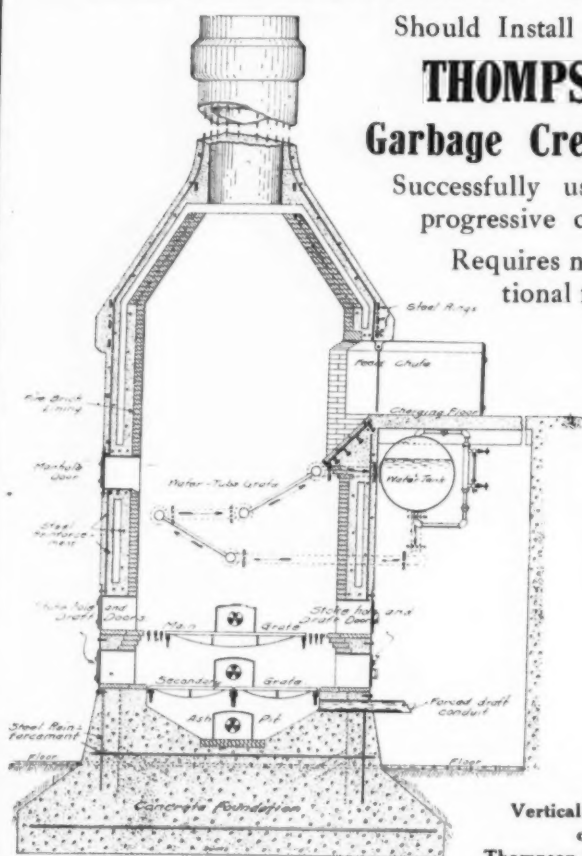 Should Install
THOMPS
Garbage Cre
Successfully us
progressive c
Requires n
tional f
Steel Rings
Feed Chute
Charging Floor
Fire Brick
Lining
Manhole
Door
Water-Tube Grate
Water Tank
Steel Reinforce-
ment
Stoke hole and
Draft Doors
Main Grate
Stoke hole and
Draft Doors
Secondary Grate
Forced draft
conduit
Ash Pit
Steel Rein-
forcement
Floor
Floor
Concrete Foundation
Vertical
Thompson